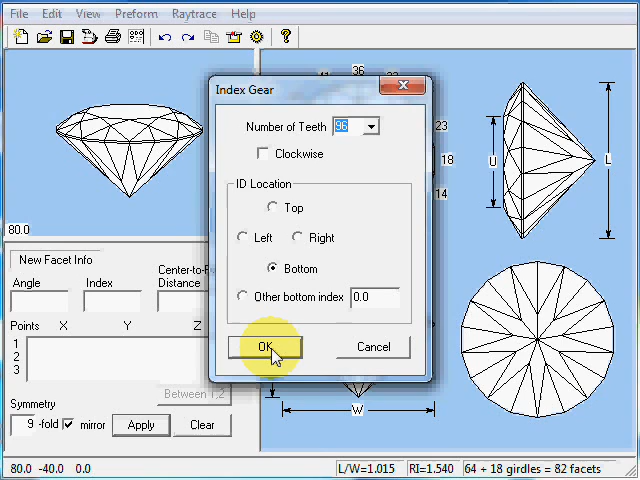 File Edit View Preform Raytrace Help
36
Index Gear
Number of Teeth 96
Clockwise
23
18
14
ID Location
Top
Left Right
Bottom
Other bottom index 0.0
OK Cancel
U L
80.0
New Facet Info
Angle Index Center-to-F
Distance
Points X Y Z
1
2
3
Between 1,2
Symmetry
9 -fold mirror Apply Clear
W
80.0 -40.0 0.0 L/W=1.015 RI=1.540 64 + 18 girdles = 82 facets